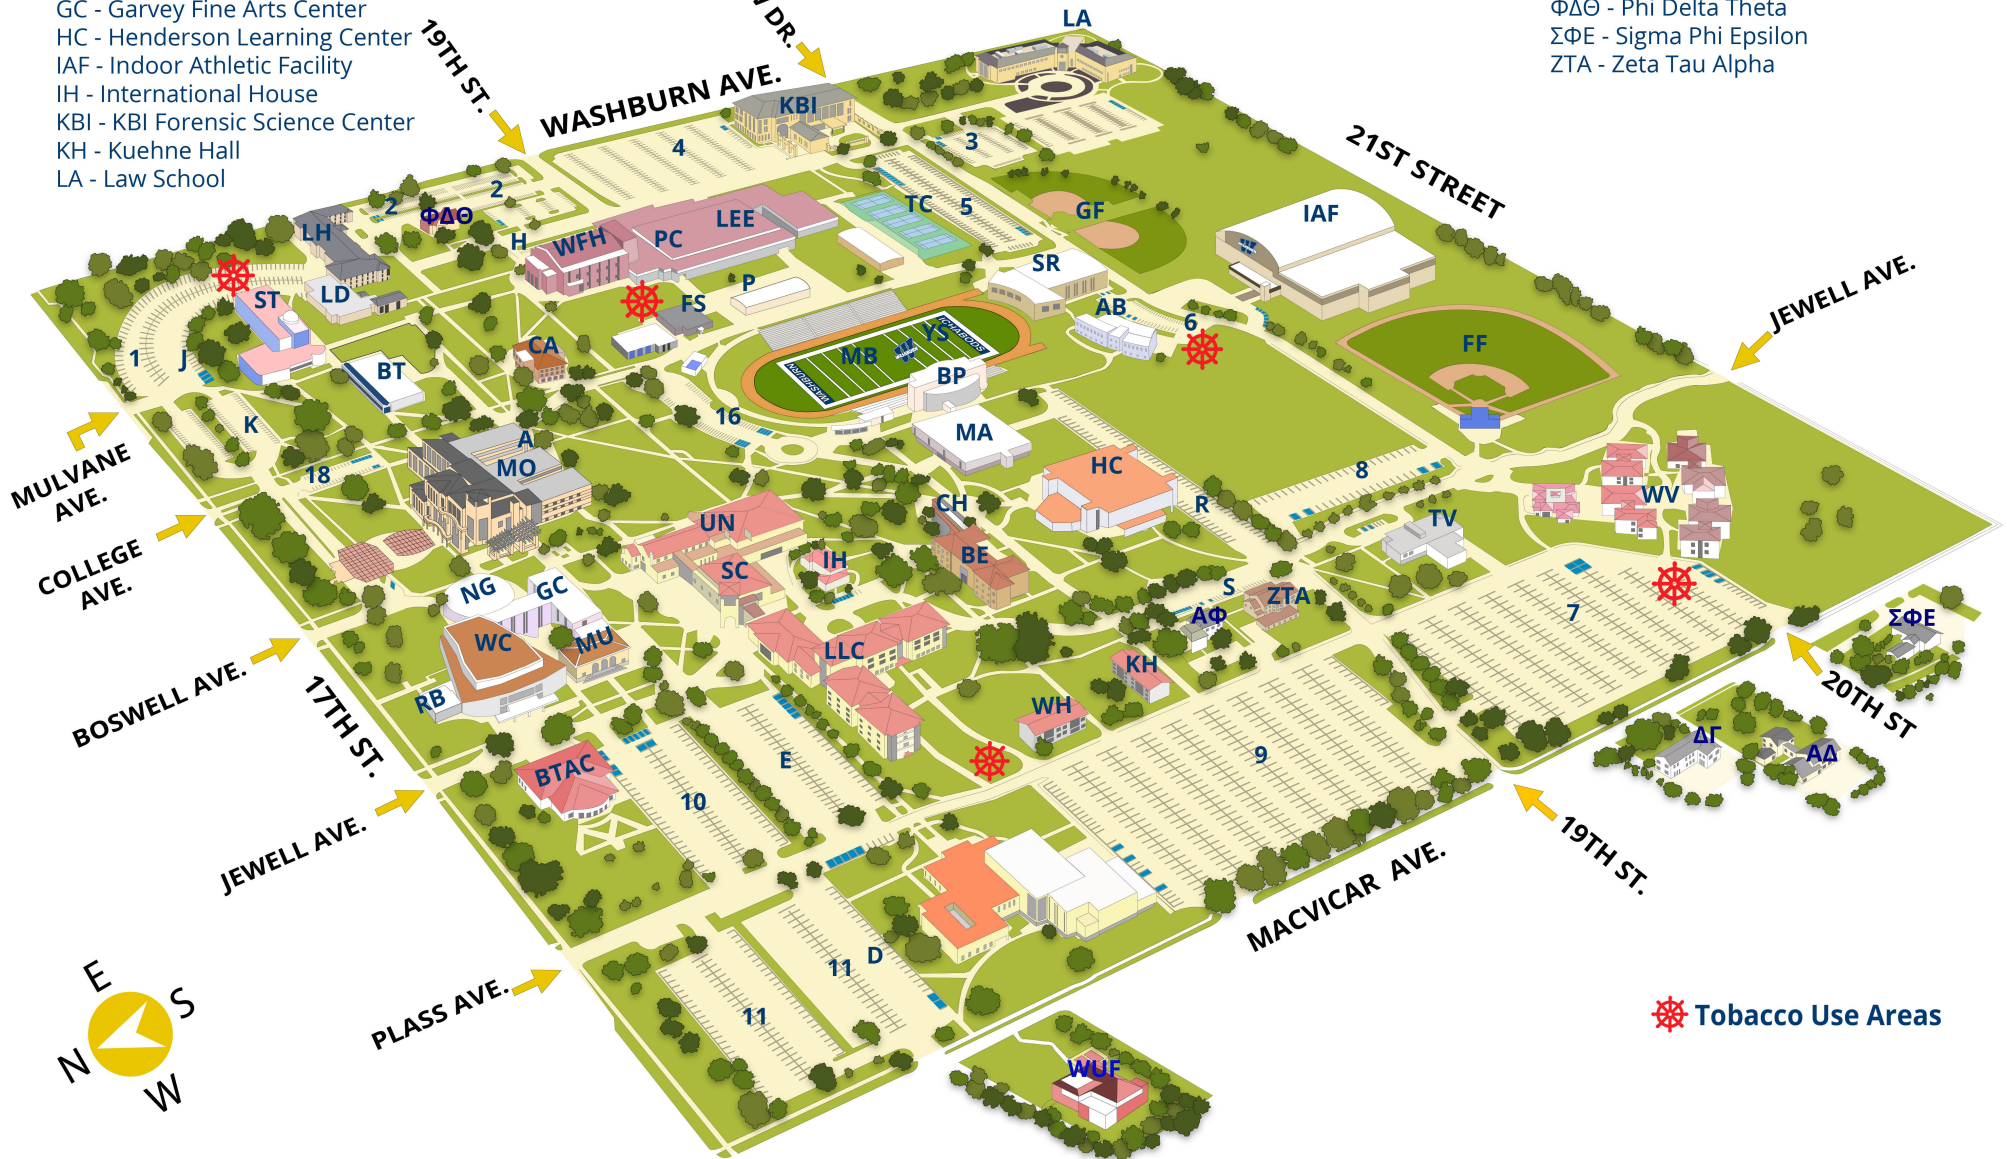 GC - Garvey Fine Arts Center
HC - Henderson Learning Center
IAF - Indoor Athletic Facility
IH - International House
KBI - KBI Forensic Science Center
KH - Kuehne Hall
LA - Law School
ΦΔΘ - Phi Delta Theta
ΣΦΕ - Sigma Phi Epsilon
ZTA - Zeta Tau Alpha
19TH ST.
DR.
WASHBURN AVE.
LA
KBI
4
3
21ST STREET
2
2
ΦΔΘ
LH
H
WFH
PC
LEE
TC
5
GF
IAF
W
SR
JEWELL AVE.
ST
LD
FS
P
AB
6
1
J
BT
CA
MB
YS
W
WASHBURN
ICHABODS
BP
FF
K
16
MA
MULVANE
AVE.
A
MO
18
HC
8
R
WV
CH
UN
TV
COLLEGE
AVE.
SC
IH
BE
S
ZTA
ΑΦ
7
ΣΦΕ
NG
GC
WC
MU
LLC
KH
BOSWELL AVE.
17TH ST.
RB
WH
20TH ST
ΔΓ
ΑΔ
BTAC
E
9
10
JEWELL AVE.
19TH ST.
MACVICAR AVE.
D
11
11
PLASS AVE.
E
S
N
W
WUF
Tobacco Use Areas